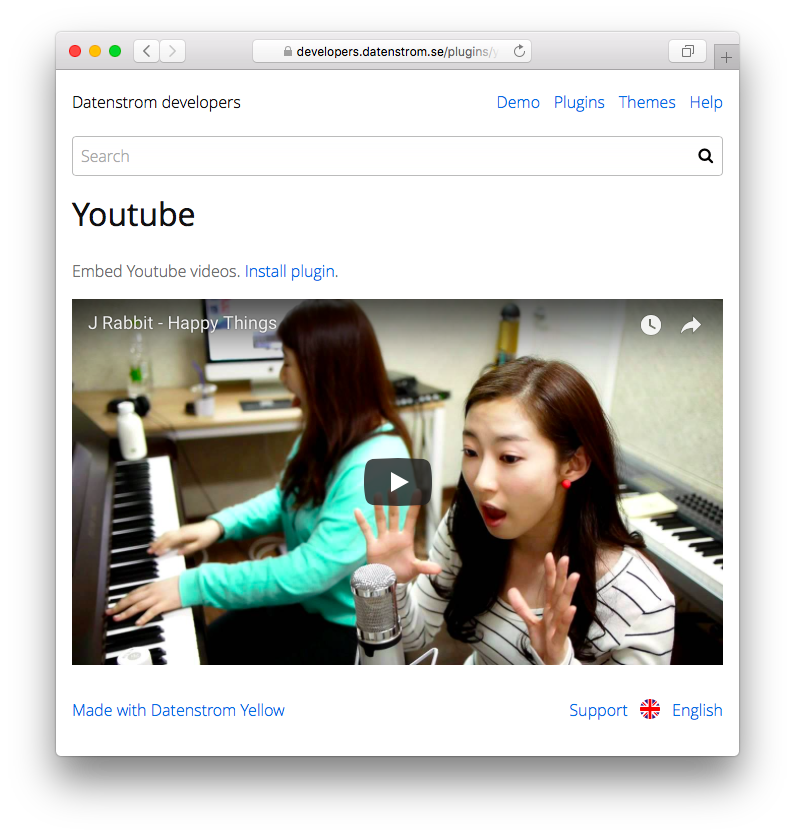 developers.datenstrom.se/plugins/y
Datenstrom developers Demo Plugins Themes Help
Search
Youtube
Embed Youtube videos. Install plugin.
J Rabbit - Happy Things
Made with Datenstrom Yellow Support English